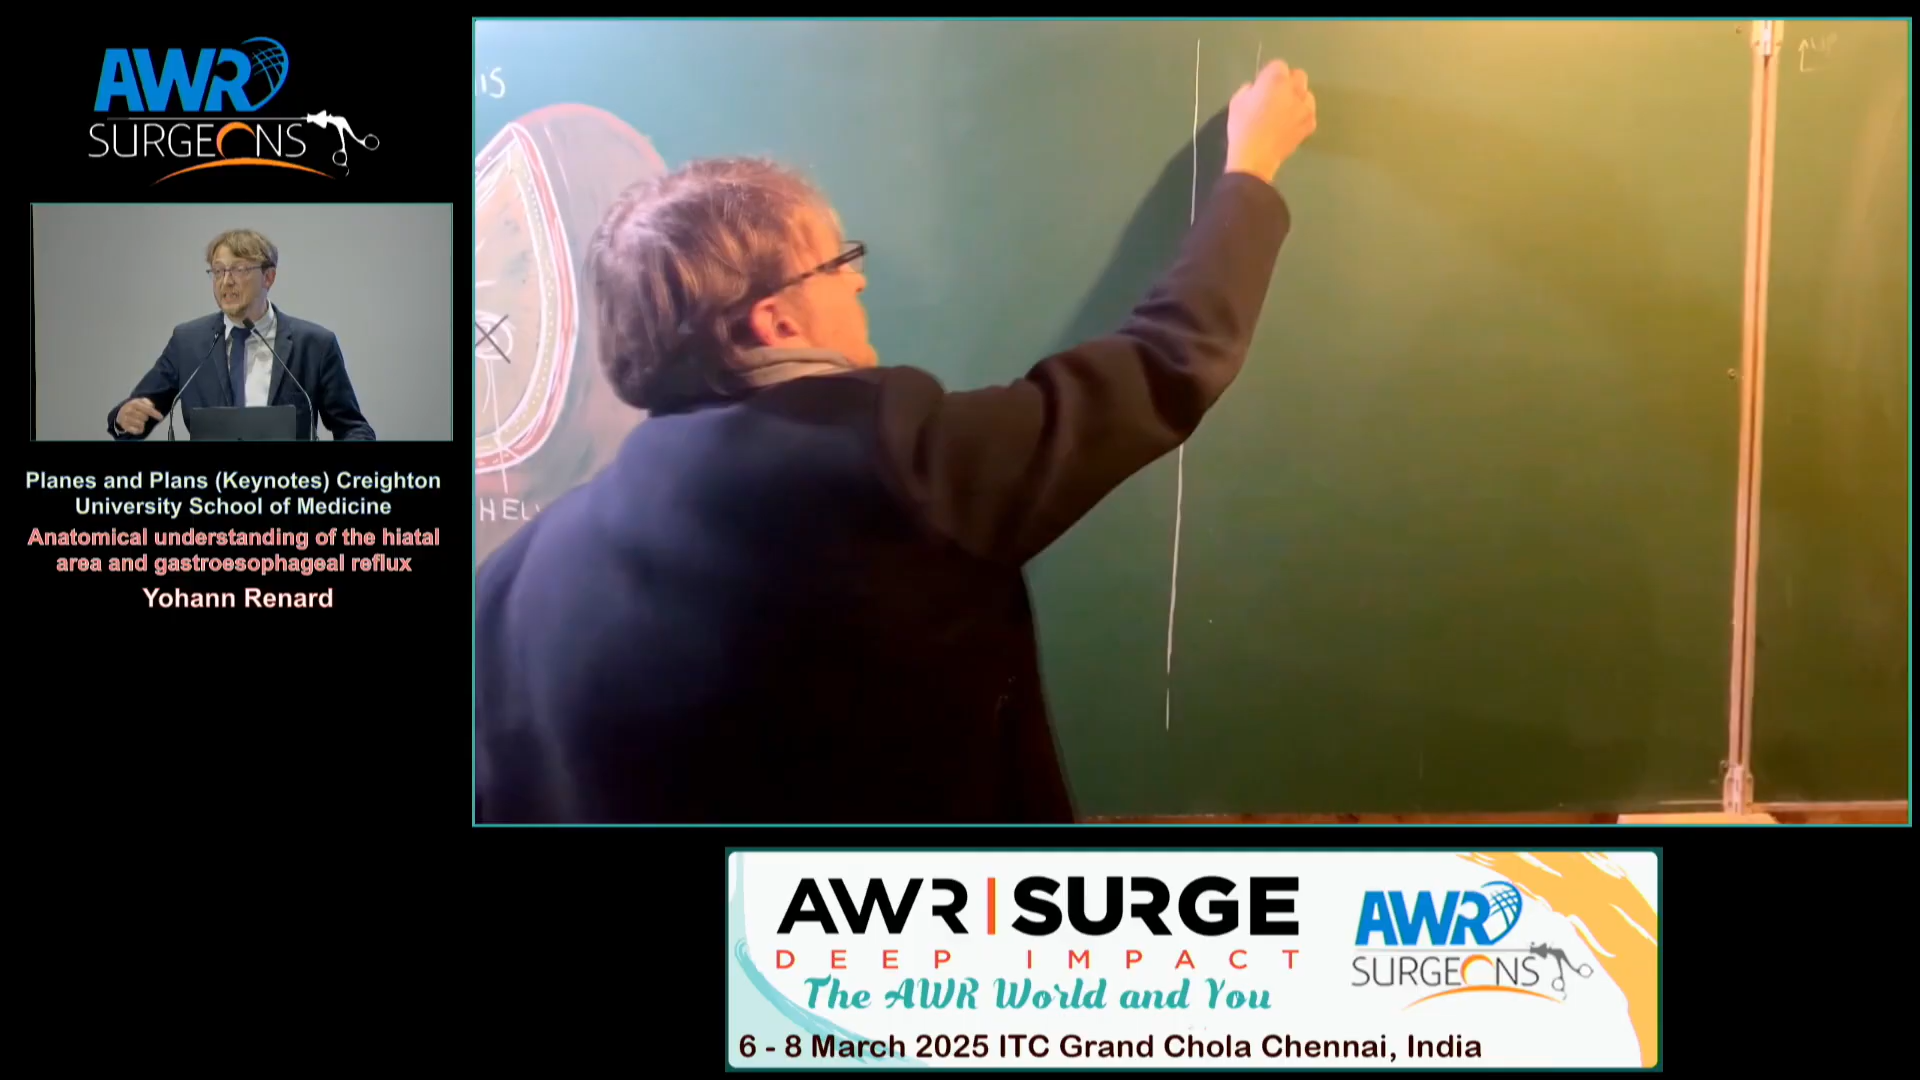 AWR
SURGEONS
Planes and Plans (Keynotes) Creighton
University School of Medicine
Anatomical understanding of the hiatal
area and gastroesophageal reflux
Yohann Renard
IS
UP
HEL
AWR|SURGE
DEEP IMPACT
The AWR World and You
6 - 8 March 2025 ITC Grand Chola Chennai, India
AWR
SURGEONS